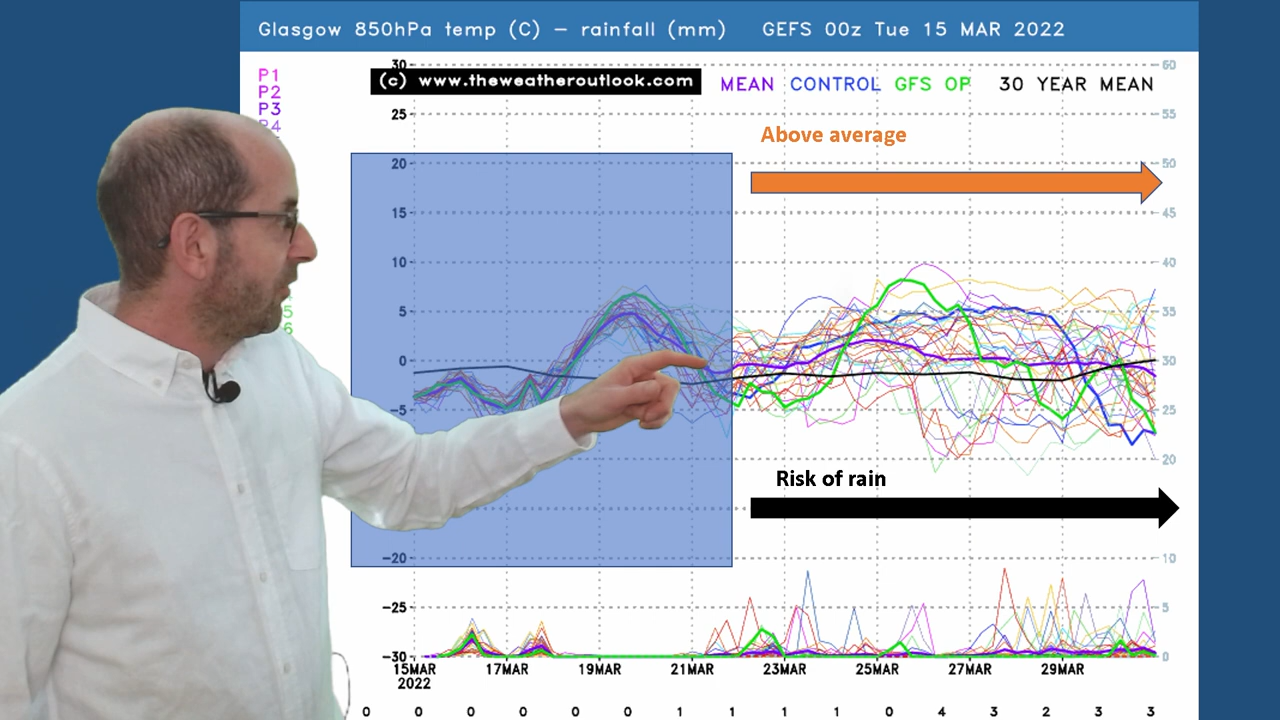 Glasgow 850hPa temp (C) – rainfall (mm) GEFS 00z Tue 15 MAR 2022
P1
P2
P3
P4
5
6
(c) www.theweatheroutlook.com
MEAN CONTROL GFS OP 30 YEAR MEAN
Above average
Risk of rain
30 60
25 55
20 50
15 45
10 40
5 35
0 30
-5 25
20
-20 10
-25 5
-30 0
15MAR 17MAR 19MAR 21MAR 23MAR 25MAR 27MAR 29MAR
2022
0 0 0 0 0 0 1 1 1 1 0 4 3 2 3 3